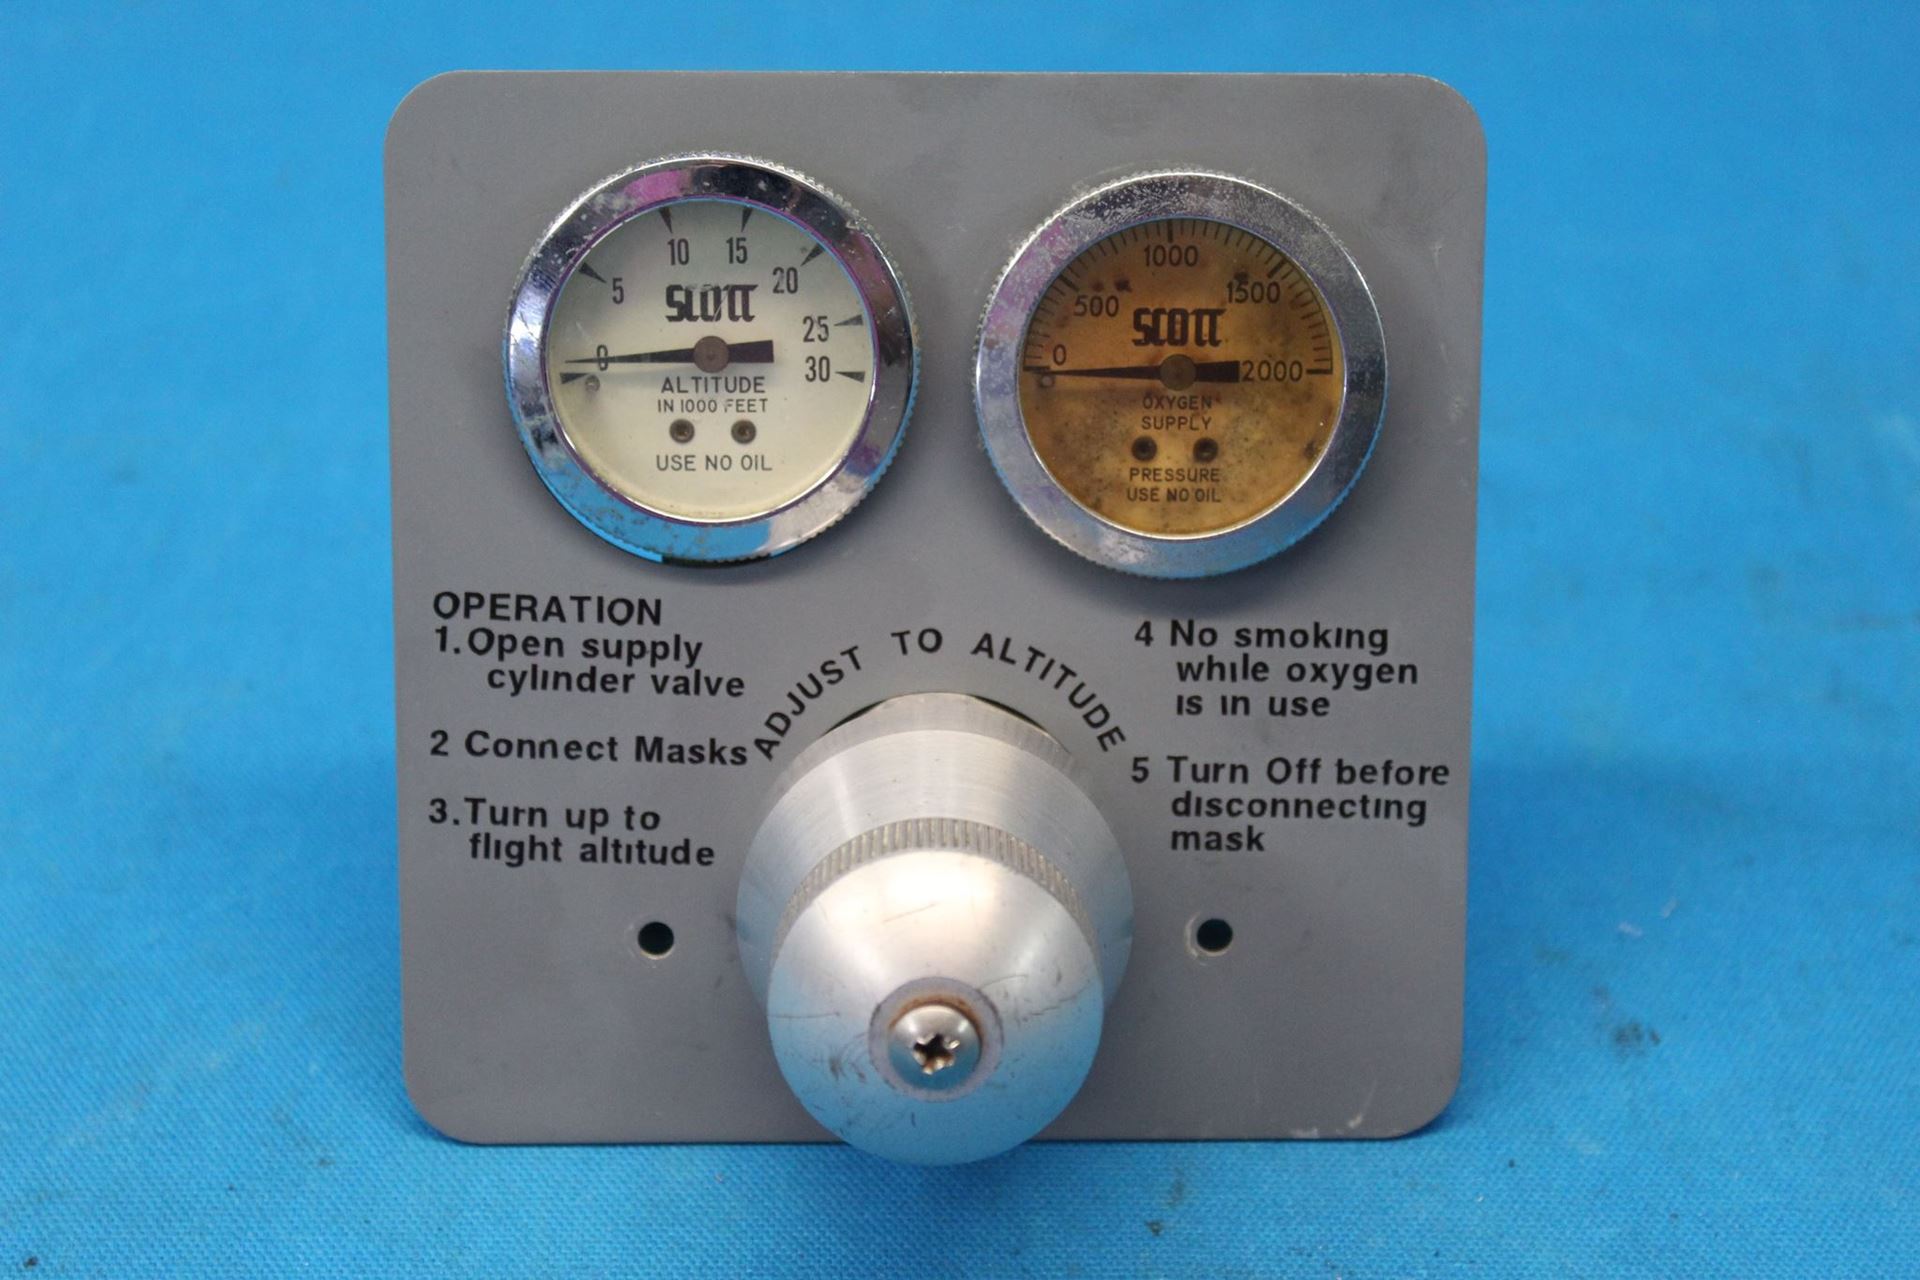 5
10
15
20
25
30
0
SCOTT
ALTITUDE
IN 1000 FEET
USE NO OIL
0
500
1000
1500
2000
SCOTT
OXYGEN
SUPPLY
PRESSURE
USE NO OIL
OPERATION
1. Open supply
cylinder valve
2 Connect Masks
3. Turn up to
flight altitude
ADJUST TO ALTITUDE
4 No smoking
while oxygen
is in use
5 Turn Off before
disconnecting
mask